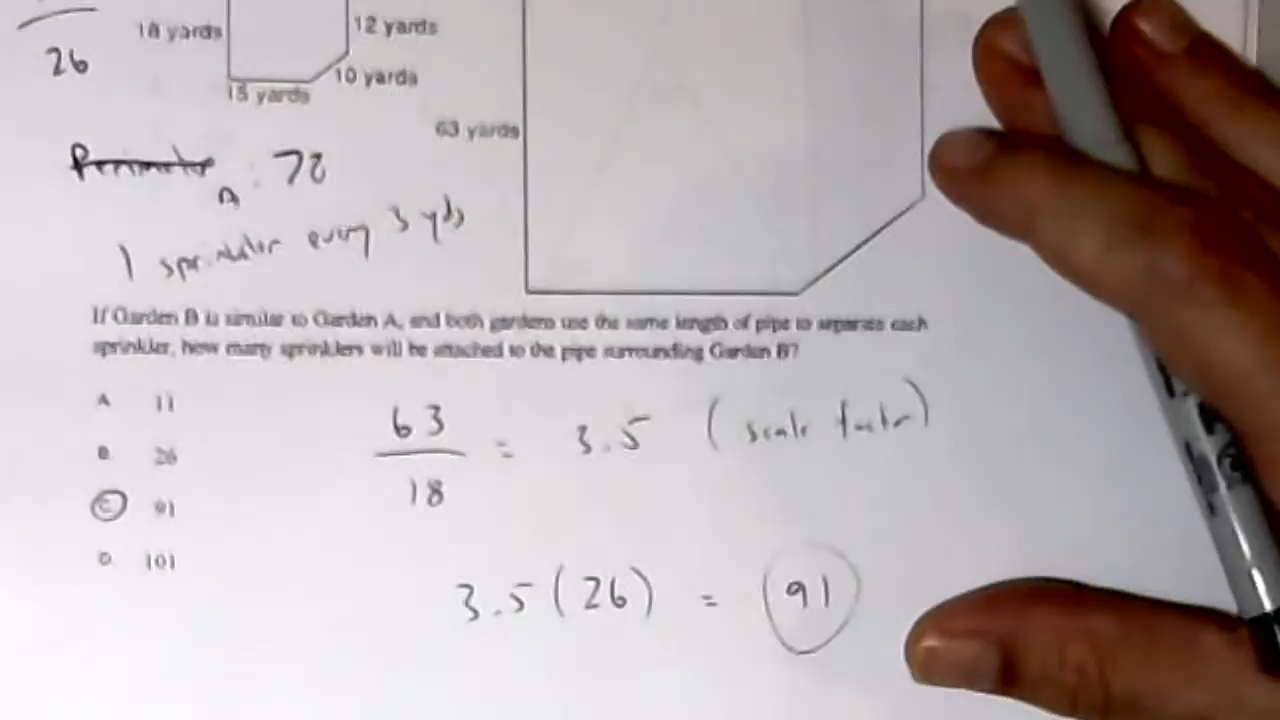 18 yards
12 yards
26
10 yards
15 yards
63 yards
Perimeter
A : 78
1 sprinkler every 3 yds
If Garden B is similar to Garden A, and both gardens use the same length of pipe to separate each
sprinkler, how many sprinklers will be attached to the pipe surrounding Garden B?
A 11
B. 26
C 91
D. 101
63
18
= 3.5 (scale factor)
3.5(26) = 91